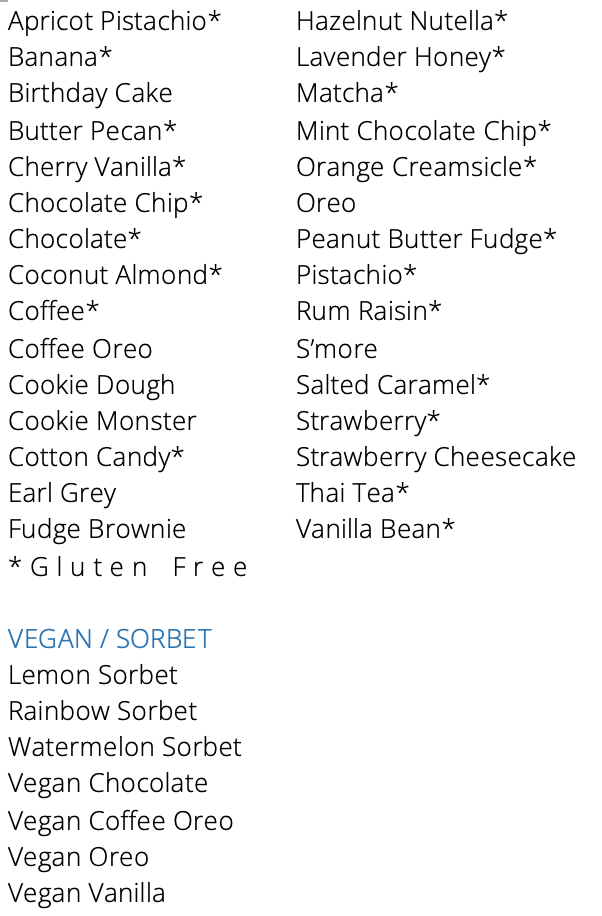 Apricot Pistachio*
Banana*
Birthday Cake
Butter Pecan*
Cherry Vanilla*
Chocolate Chip*
Chocolate*
Coconut Almond*
Coffee*
Coffee Oreo
Cookie Dough
Cookie Monster
Cotton Candy*
Earl Grey
Fudge Brownie
Hazelnut Nutella*
Lavender Honey*
Matcha*
Mint Chocolate Chip*
Orange Creamsicle*
Oreo
Peanut Butter Fudge*
Pistachio*
Rum Raisin*
S’more
Salted Caramel*
Strawberry*
Strawberry Cheesecake
Thai Tea*
Vanilla Bean*
*Gluten Free
VEGAN / SORBET
Lemon Sorbet
Rainbow Sorbet
Watermelon Sorbet
Vegan Chocolate
Vegan Coffee Oreo
Vegan Oreo
Vegan Vanilla